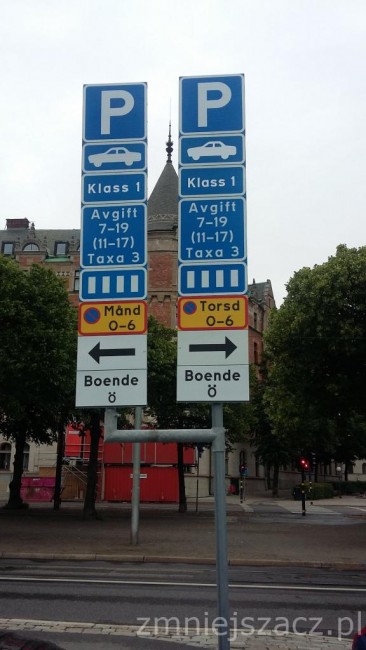 P
Klass 1
Avgift
7-19
(11-17)
Taxa 3
Månd
0-6
Boende
Ö
P
Klass 1
Avgift
7-19
(11-17)
Taxa 3
Torsd
0-6
Boende
Ö
zmniejszacz.pl